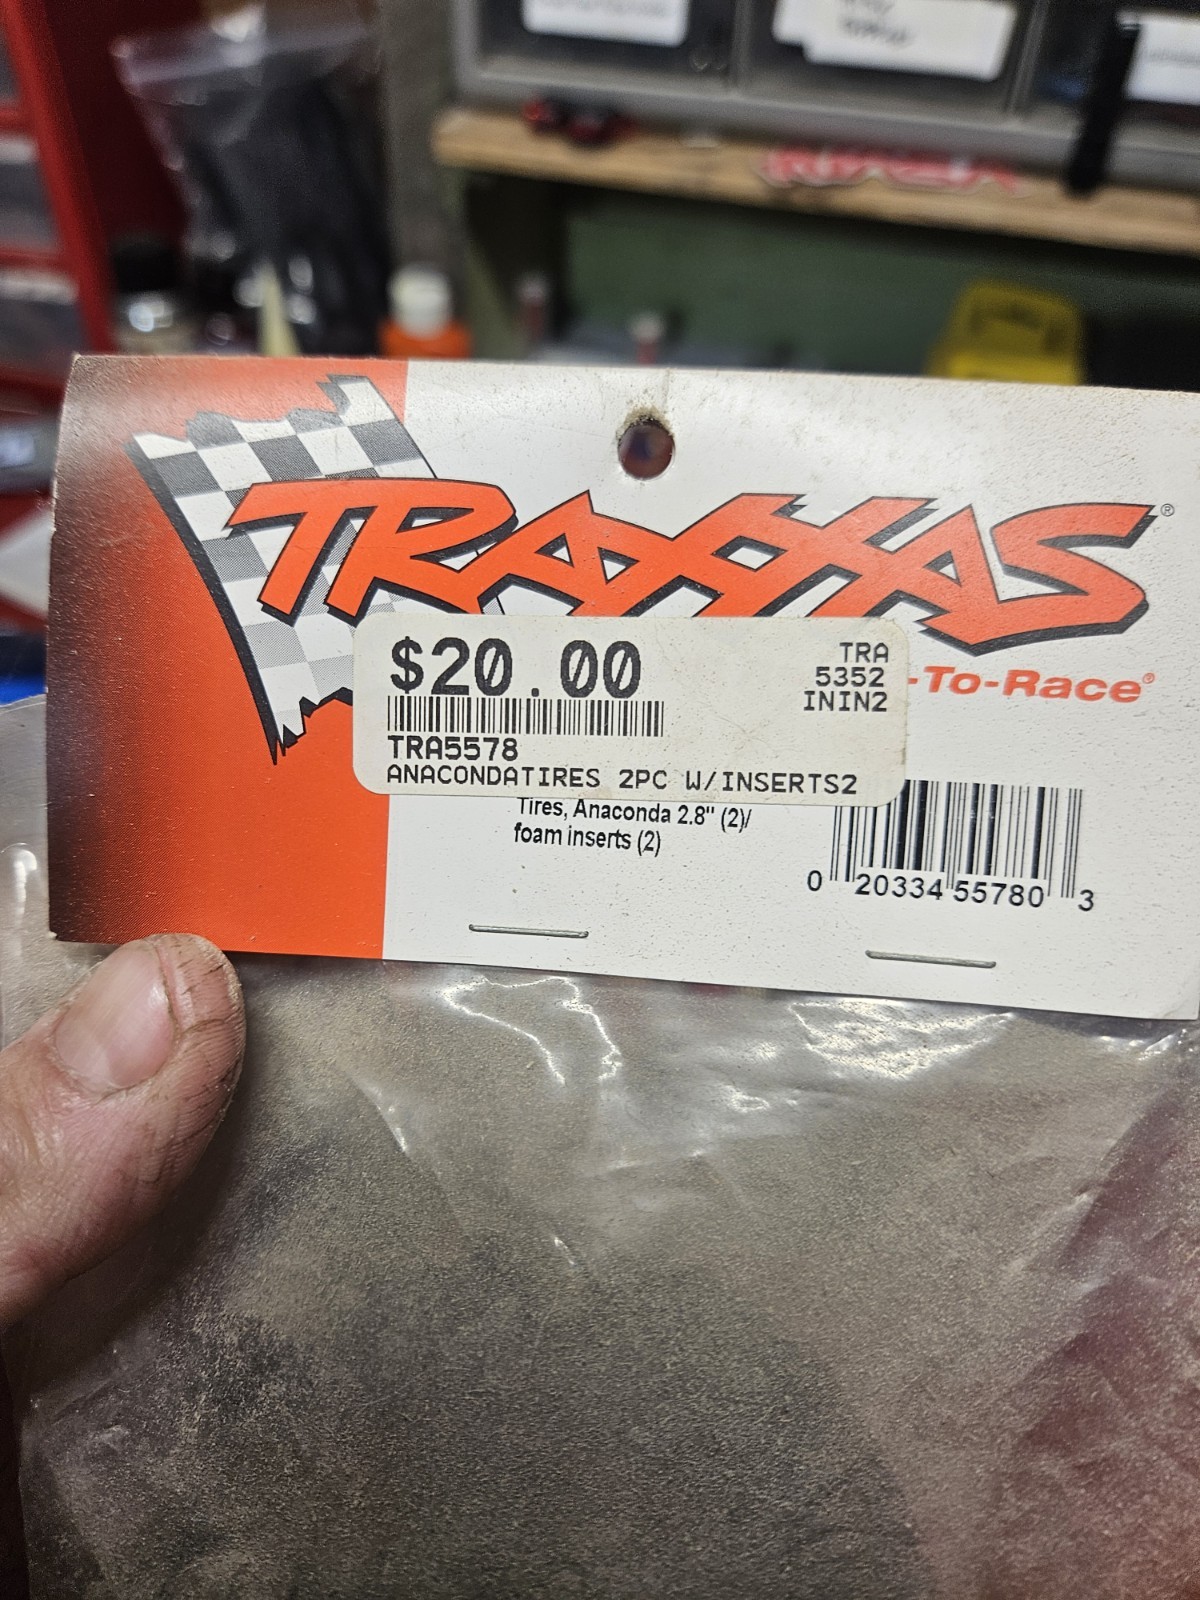 TRAXXAS®
-To-Race®
$20.00
TRA
5352
ININ2
TRA5578
ANACONDATIRES 2PC W/INSERTS2
Tires, Anaconda 2.8" (2)/
foam inserts (2)
0 20334 55780 3